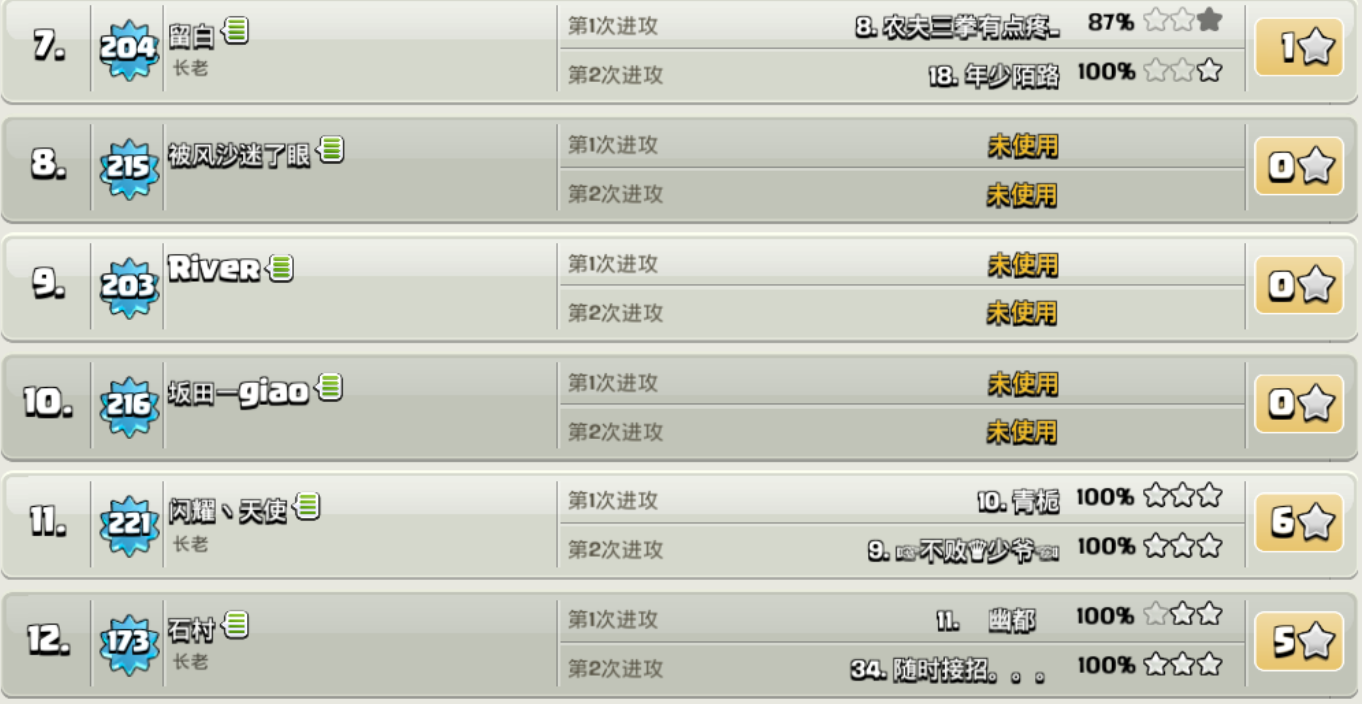 7.
204
留白
长老
第1次进攻
8. 农夫三拳有点疼..
87%
第2次进攻
18. 年少陌路
100%
1
8.
215
被风沙迷了眼
第1次进攻
未使用
第2次进攻
未使用
0
9.
203
River
第1次进攻
未使用
第2次进攻
未使用
0
10.
216
坂田一giao
第1次进攻
未使用
第2次进攻
未使用
0
11.
221
闪耀丶天使
长老
第1次进攻
10. 青栀
100%
第2次进攻
9. ☞不败♛少爷☜
100%
6
12.
173
石村
长老
第1次进攻
11. 幽都
100%
第2次进攻
34. 随时接招。。。
100%
5